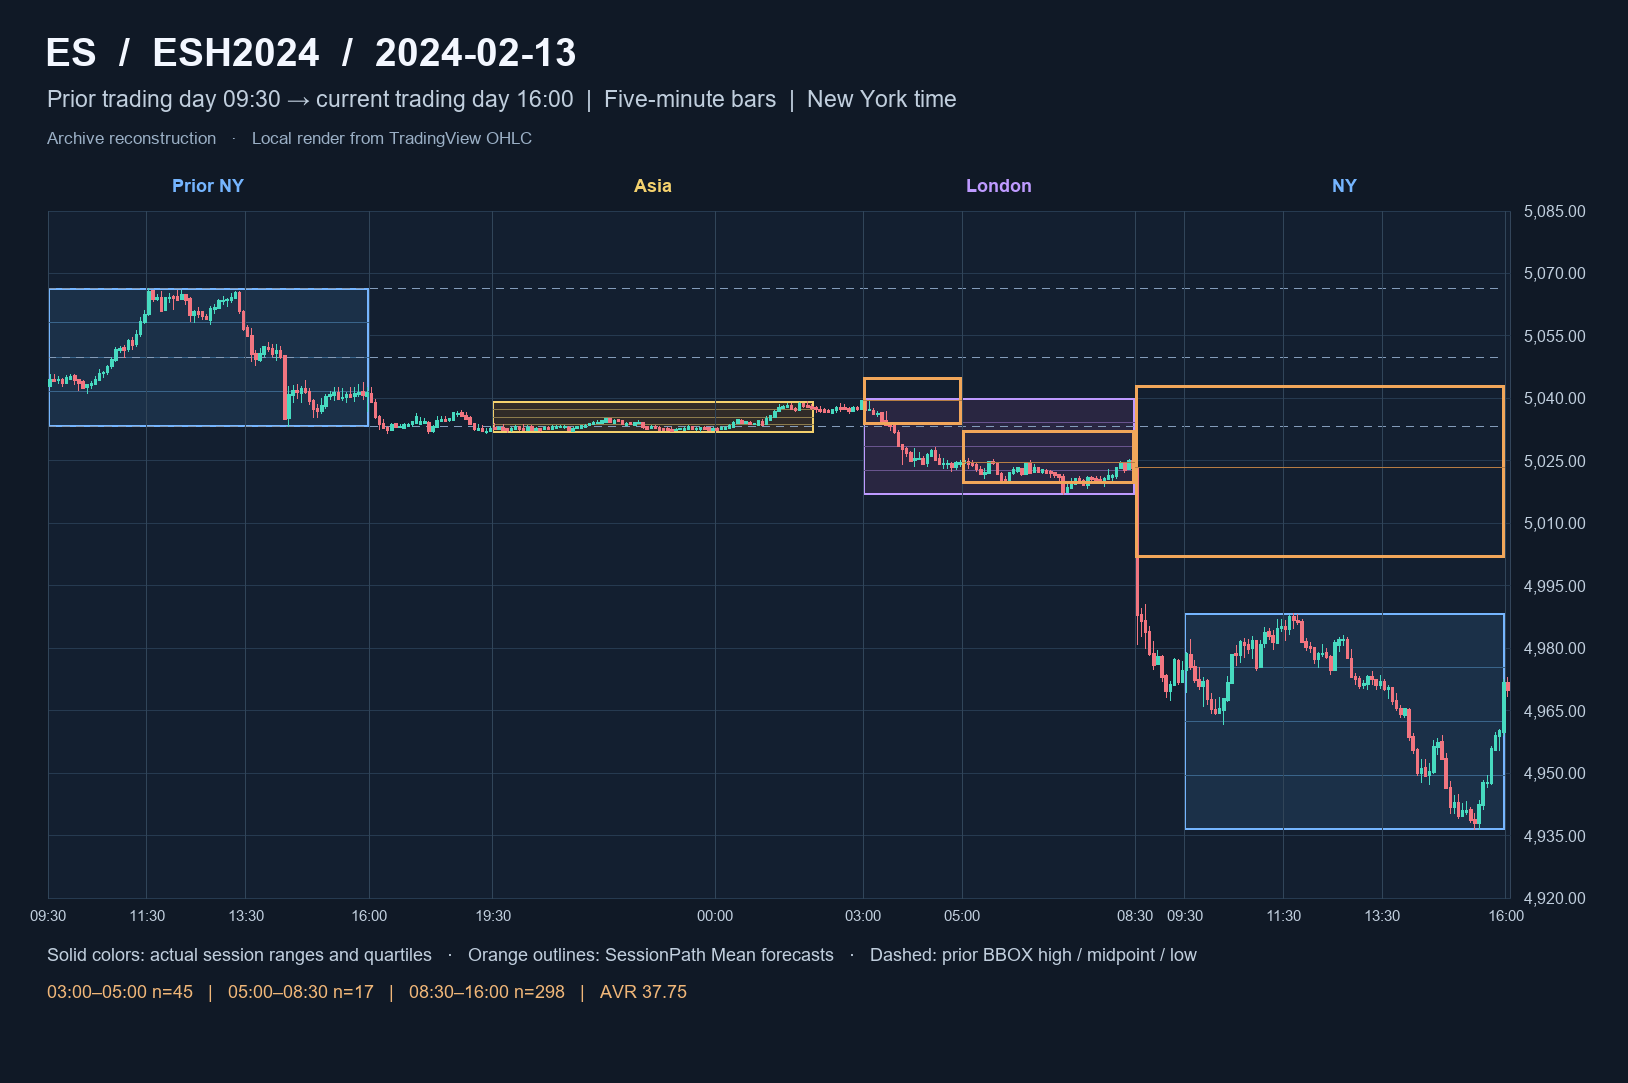 ES / ESH2024 / 2024-02-13
Prior trading day 09:30 → current trading day 16:00 | Five-minute bars | New York time
Archive reconstruction · Local render from TradingView OHLC
Prior NY Asia London NY
5,085.00
5,070.00
5,055.00
5,040.00
5,025.00
5,010.00
4,995.00
4,980.00
4,965.00
4,950.00
4,935.00
4,920.00
09:30 11:30 13:30 16:00 19:30 00:00 03:00 05:00 08:30 09:30 11:30 13:30 16:00
Solid colors: actual session ranges and quartiles · Orange outlines: SessionPath Mean forecasts · Dashed: prior BBOX high / midpoint / low
03:00–05:00 n=45 | 05:00–08:30 n=17 | 08:30–16:00 n=298 | AVR 37.75